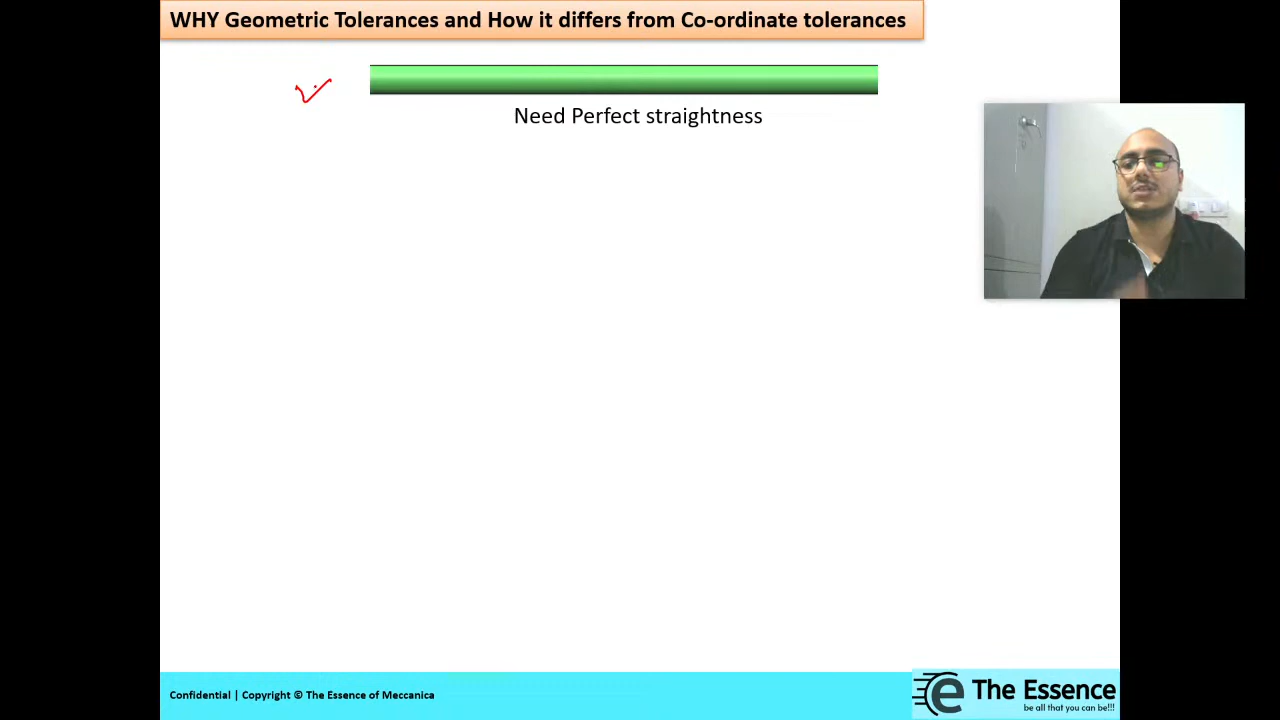 WHY Geometric Tolerances and How it differs from Co-ordinate tolerances
Need Perfect straightness
Confidential | Copyright © The Essence of Meccanica
e The Essence
be all that you can be!!!